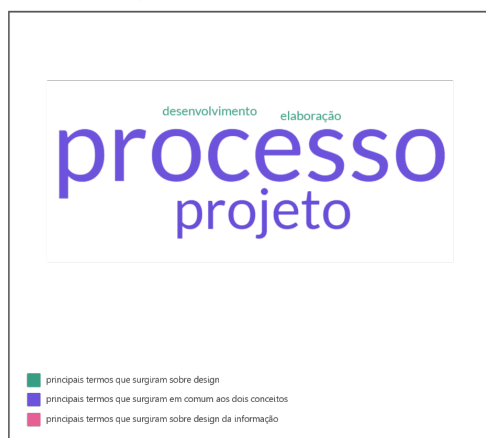 desenvolvimento elaboração
processo
projeto
principais termos que surgiram sobre design
principais termos que surgiram em comum aos dois conceitos
principais termos que surgiram sobre design da informação